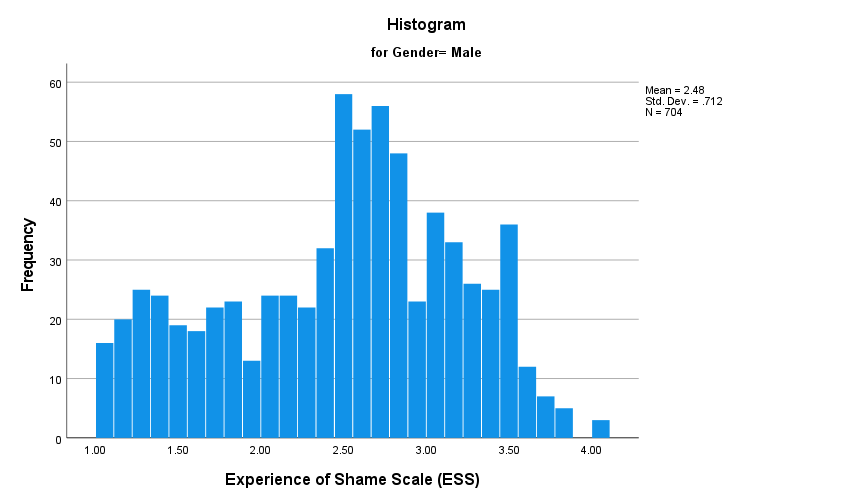 Histogram
for Gender= Male
Mean = 2.48
Std. Dev. = .712
N = 704
Frequency
60
50
40
30
20
10
0
1.00 1.50 2.00 2.50 3.00 3.50 4.00
Experience of Shame Scale (ESS)